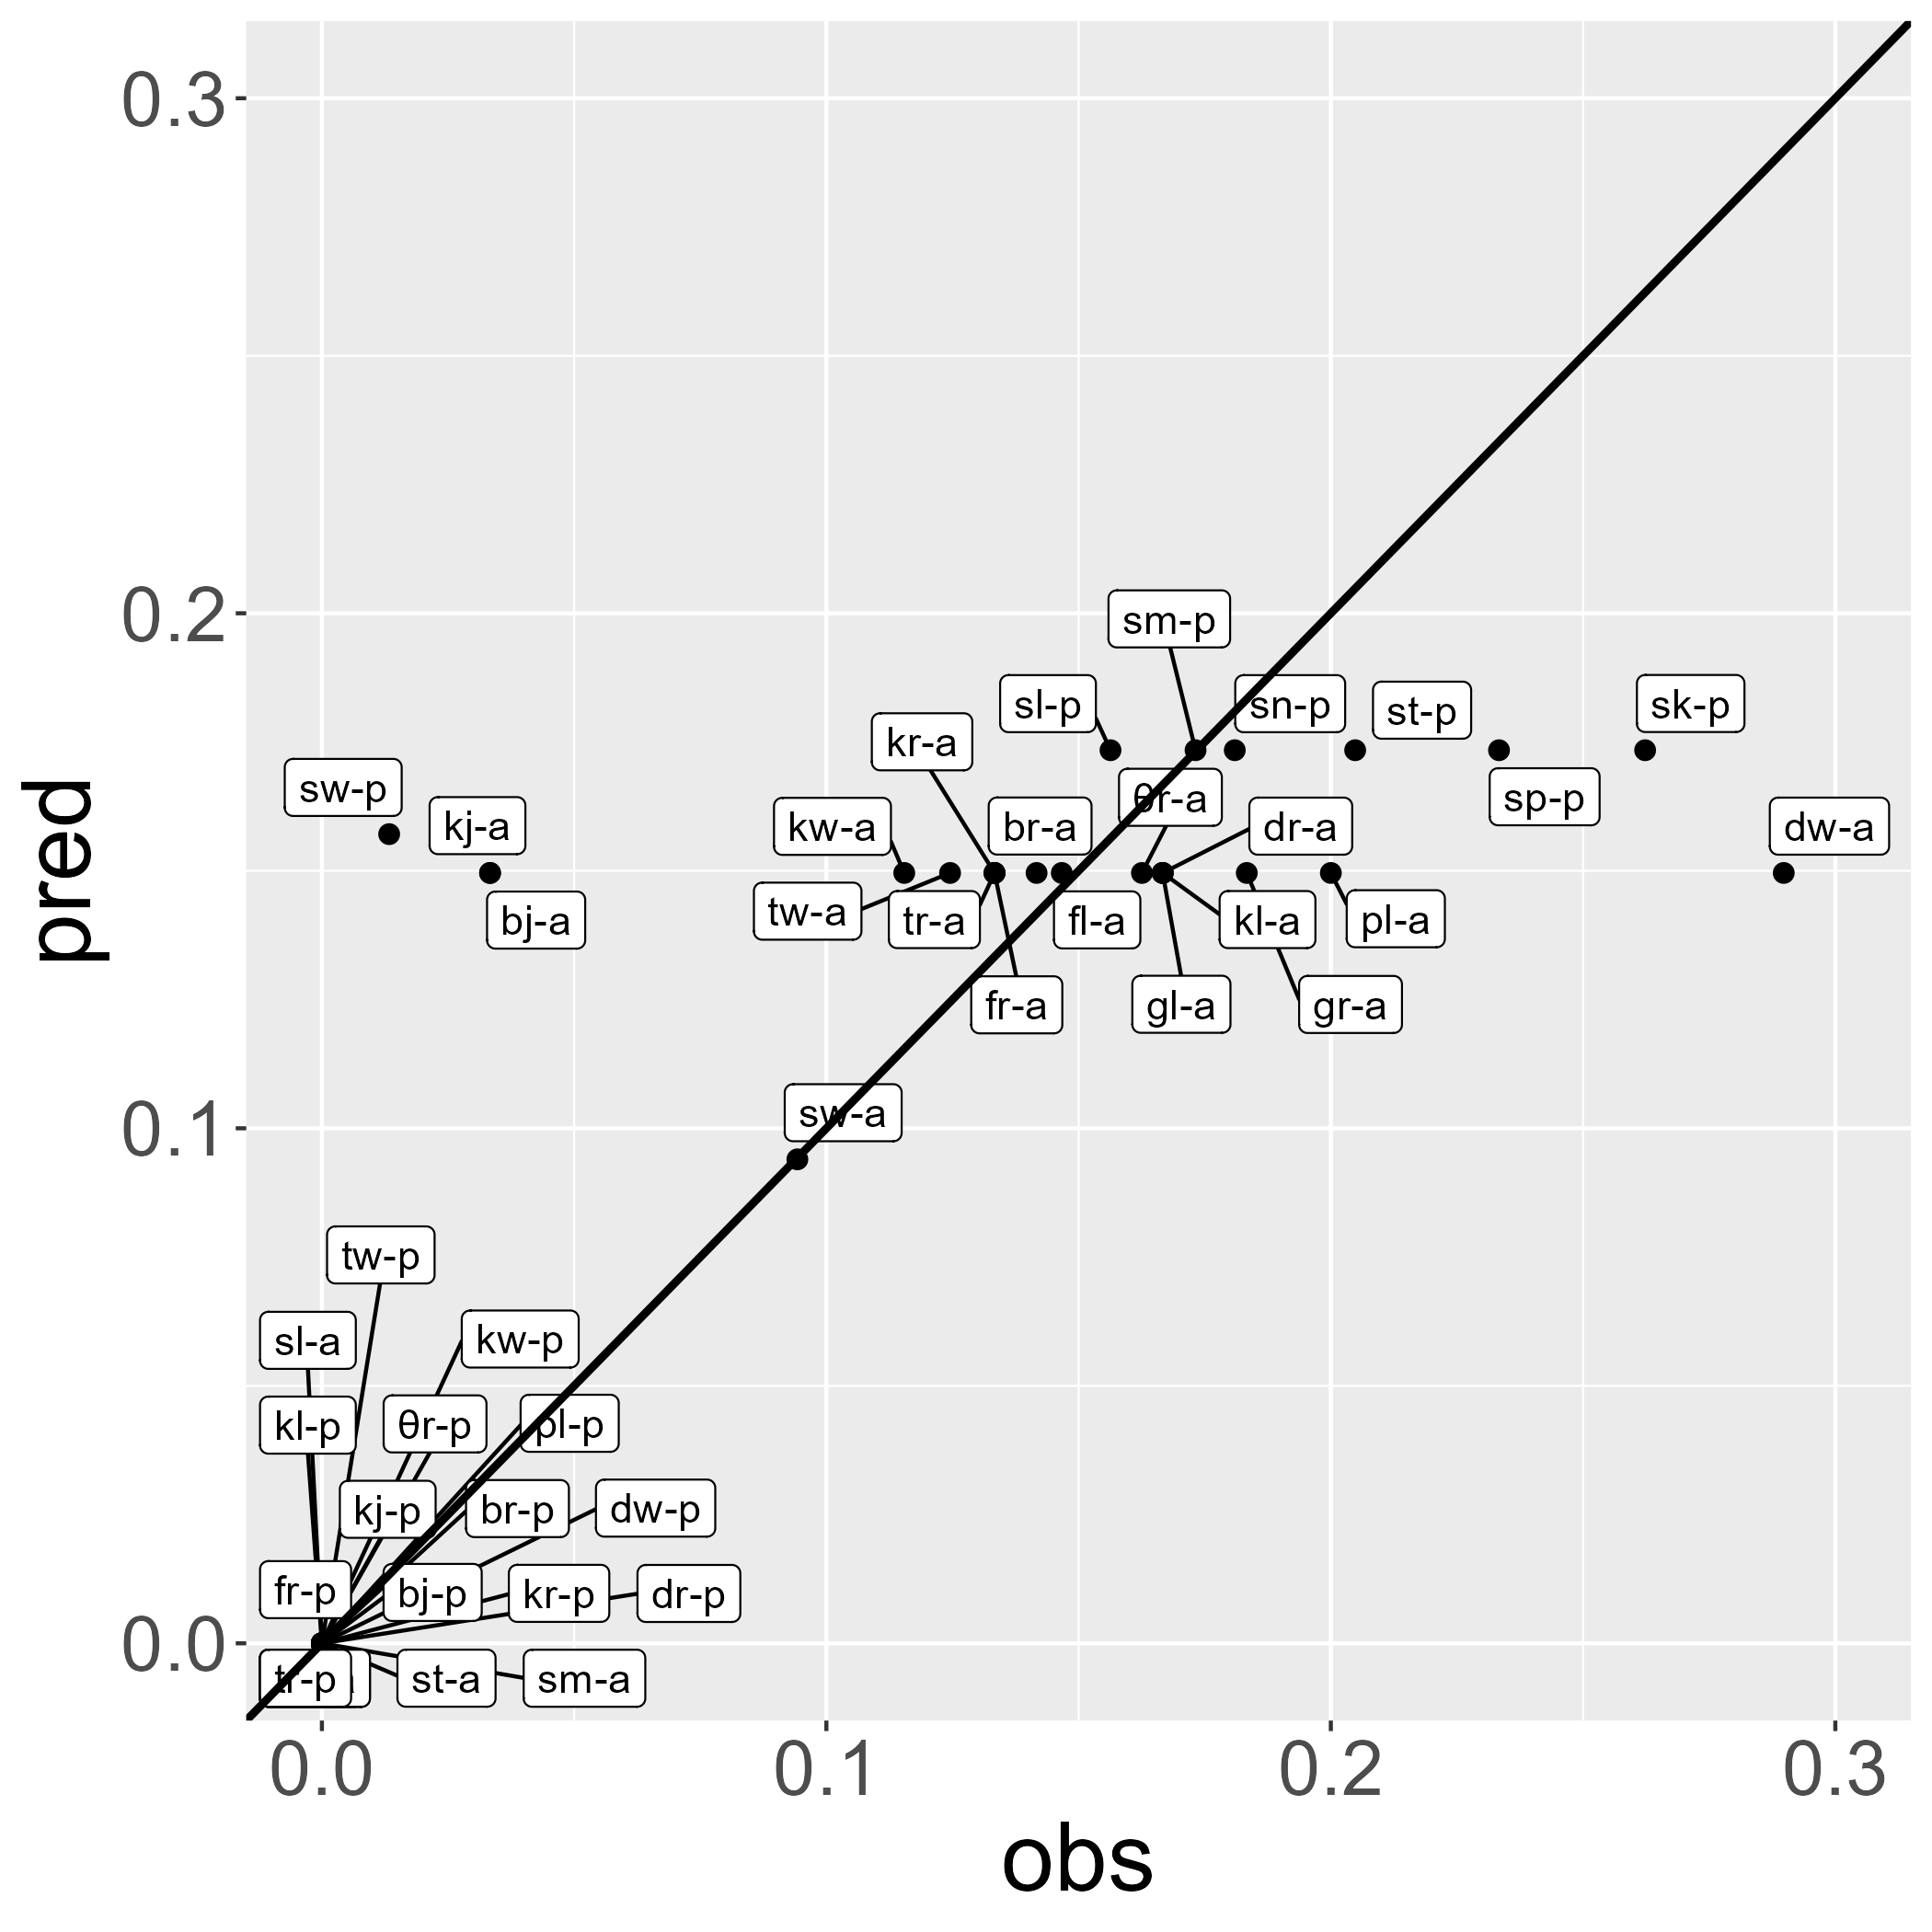 0.3
0.2
sm-p
sl-p
sn-p
st-p
sk-p
kr-a
sw-p
kj-a
kw-a
br-a
θr-a
dr-a
sp-p
dw-a
bj-a
tw-a
tr-a
fl-a
kl-a
pl-a
fr-a
gl-a
gr-a
pred
0.1
sw-a
tw-p
sl-a
kw-p
kl-p
θr-p
pl-p
kj-p
br-p
dw-p
fr-p
bj-p
kr-p
dr-p
0.0
tr-p
st-a
sm-a
0.0 0.1 0.2 0.3
obs